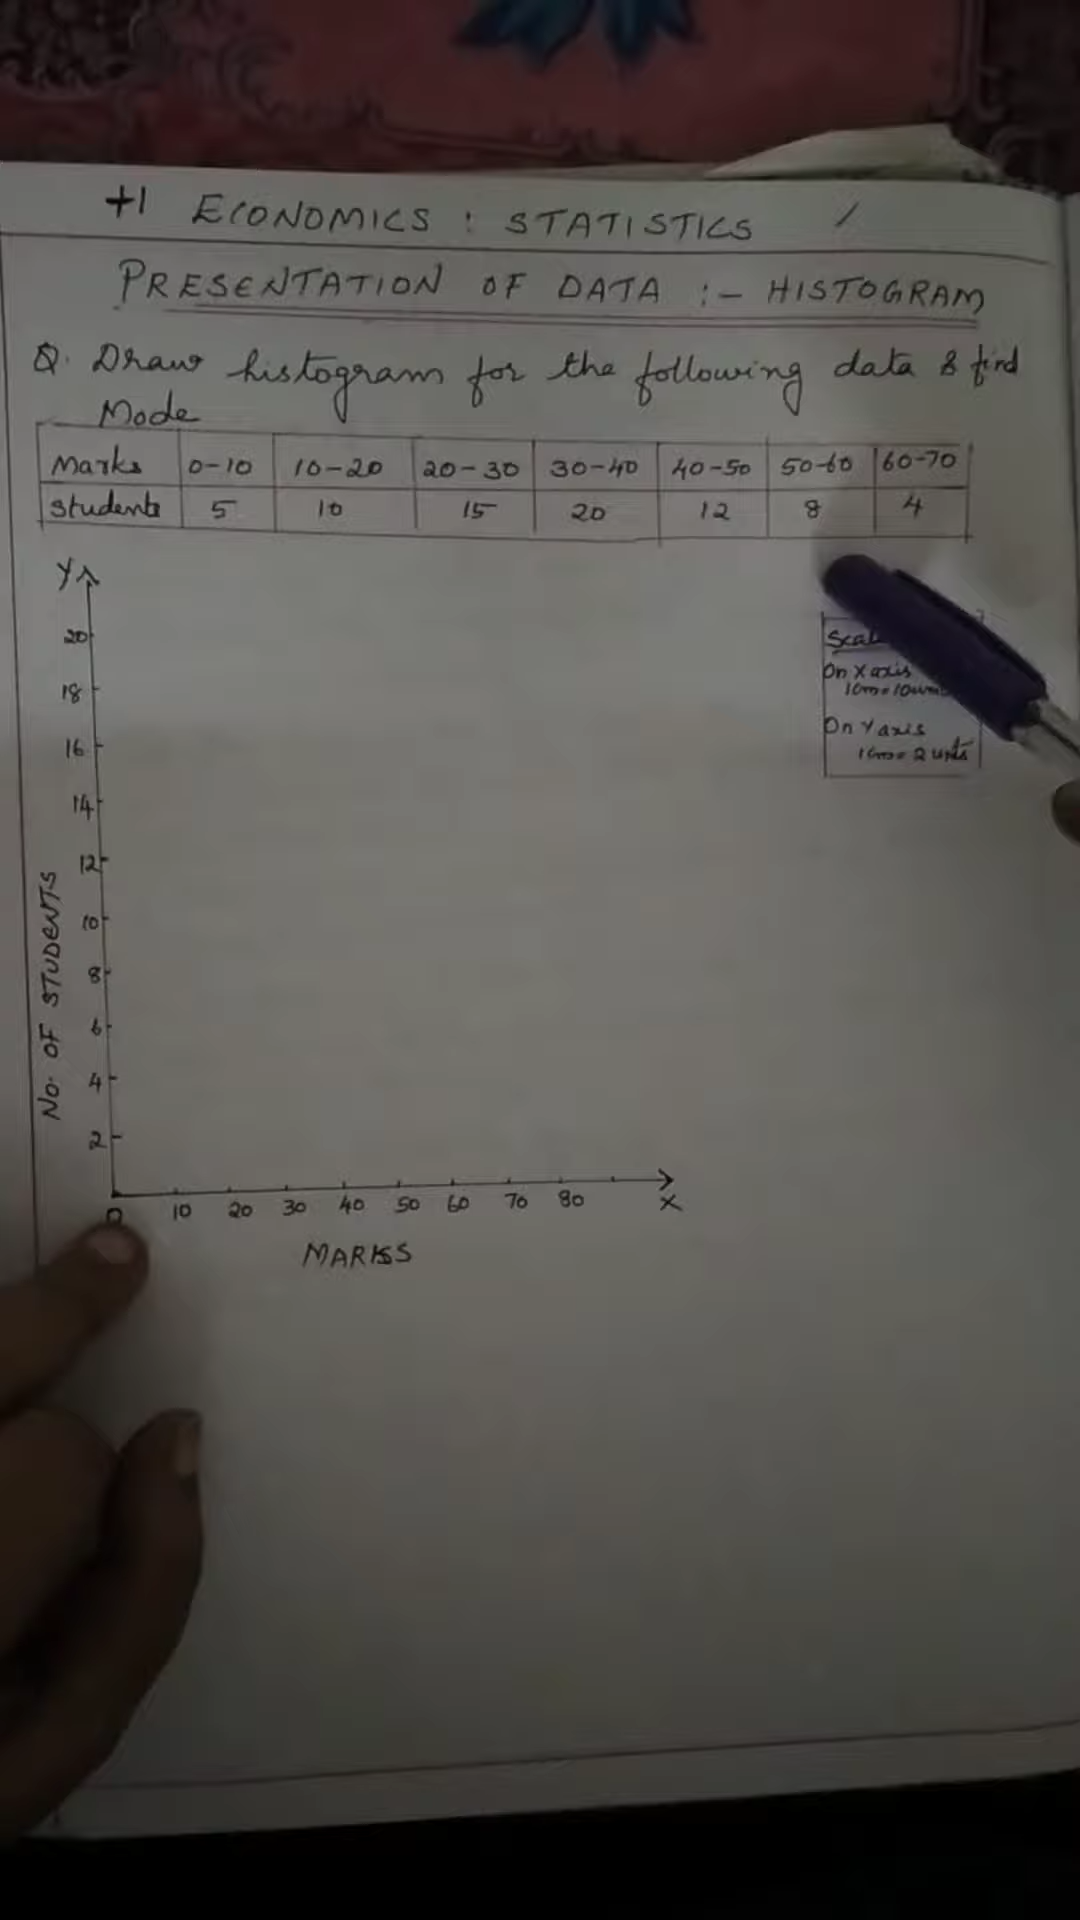 +1 ECONOMICS : STATISTICS /
PRESENTATION OF DATA :- HISTOGRAM
Q. Draw histogram for the following data & find
Mode
Marks 0-10 10-20 20-30 30-40 40-50 50-60 60-70
Students 5 10 15 20 12 8 4
Y
20
18
16
14
12
10
8
6
4
2
NO. OF STUDENTS
On X axis
On Y axis
1cm = 2 units
0 10 20 30 40 50 60 70 80 X
MARKS